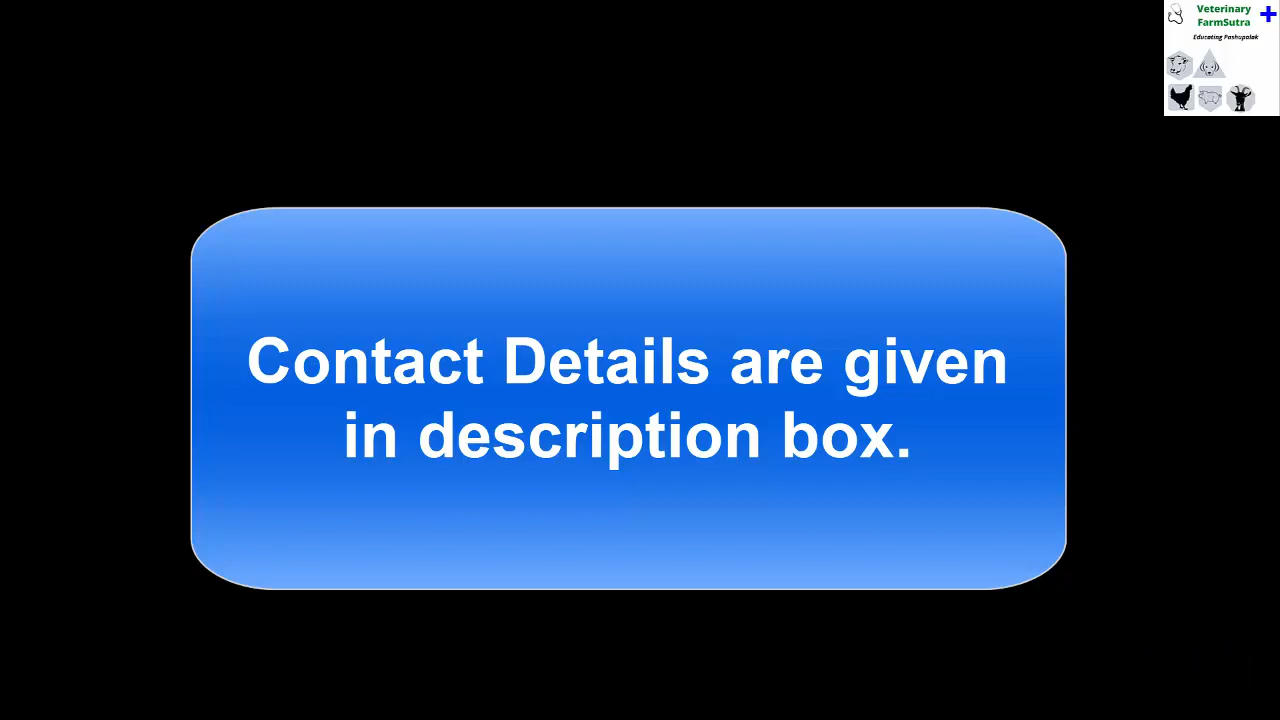 Veterinary
FarmSutra
Educating Pashupalak
Contact Details are given
in description box.